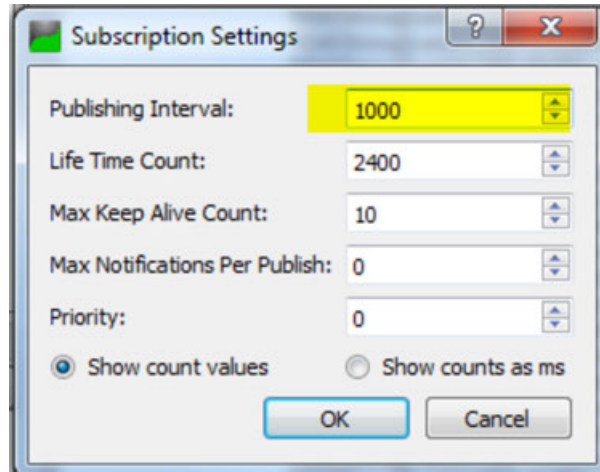 Subscription Settings
?
Publishing Interval: 1000
Life Time Count: 2400
Max Keep Alive Count: 10
Max Notifications Per Publish: 0
Priority: 0
Show count values Show counts as ms
OK Cancel